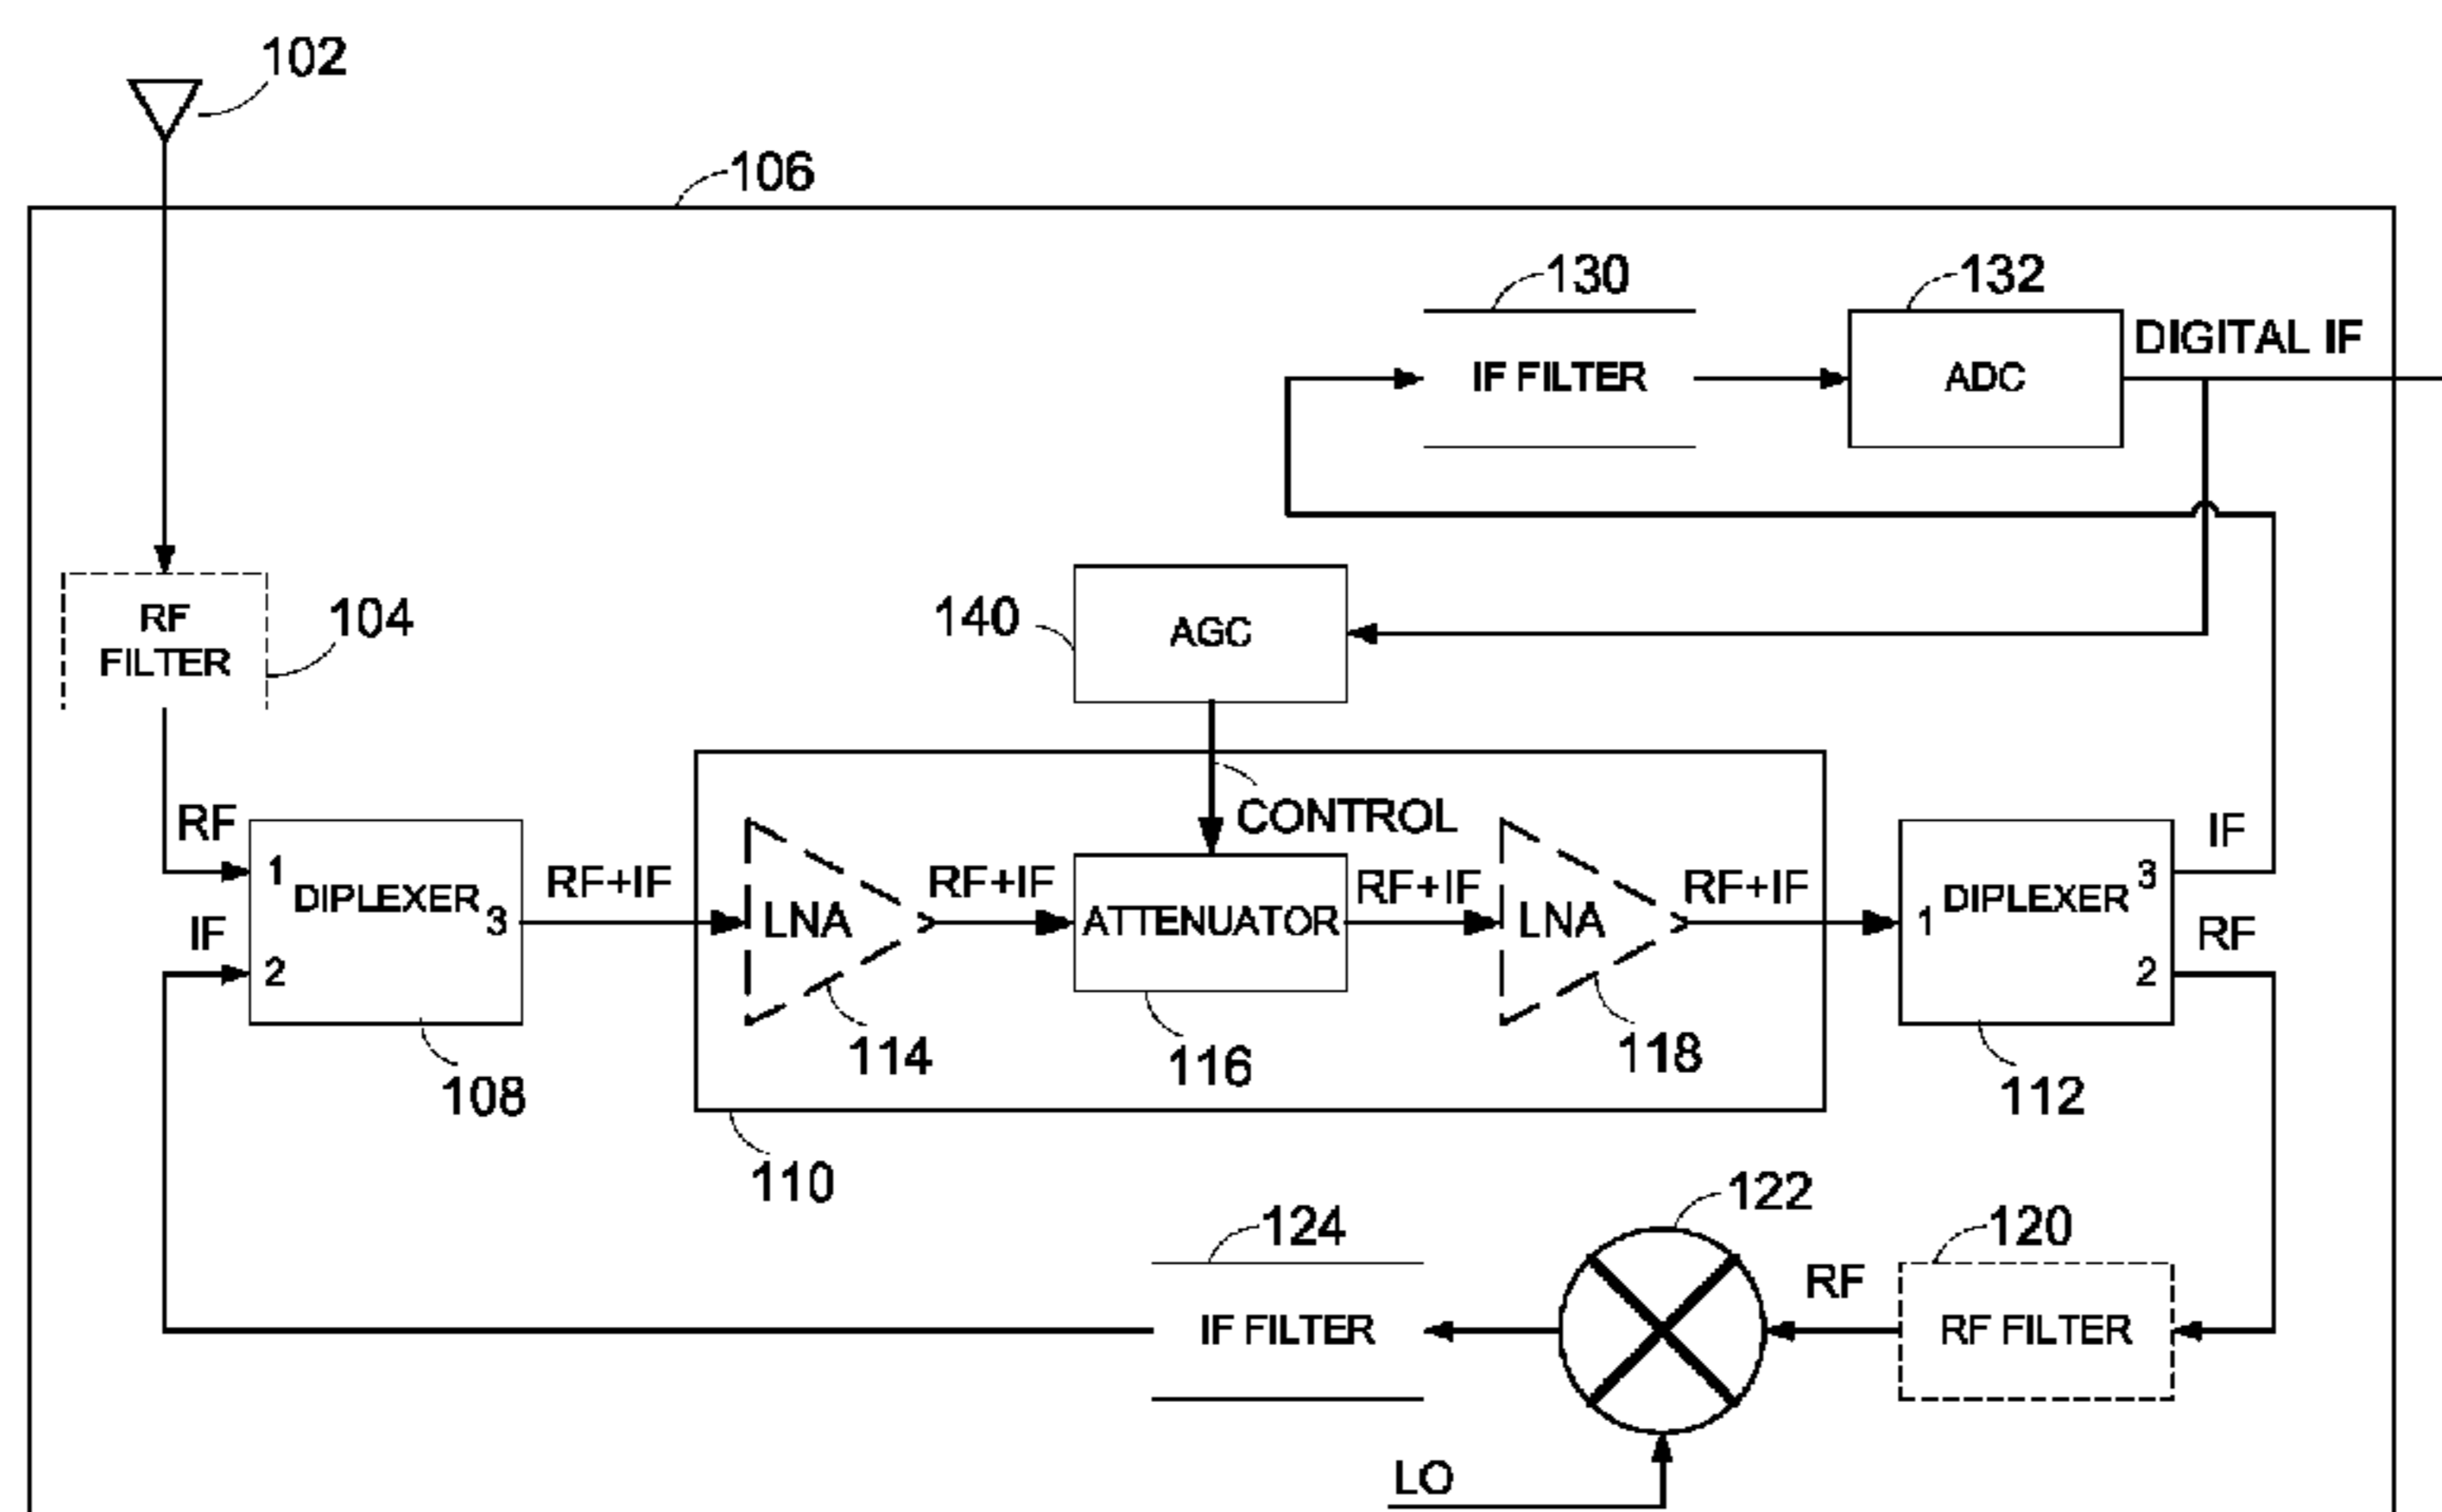 102
106
130
132
DIGITAL IF
IF FILTER
ADC
RF
FILTER
104
140
AGC
CONTROL
RF
1
DIPLEXER
3
IF
2
108
RF+IF
LNA
114
RF+IF
ATTENUATOR
116
RF+IF
LNA
118
RF+IF
110
1
DIPLEXER
3
2
112
IF
RF
124
IF FILTER
122
RF
120
RF FILTER
LO